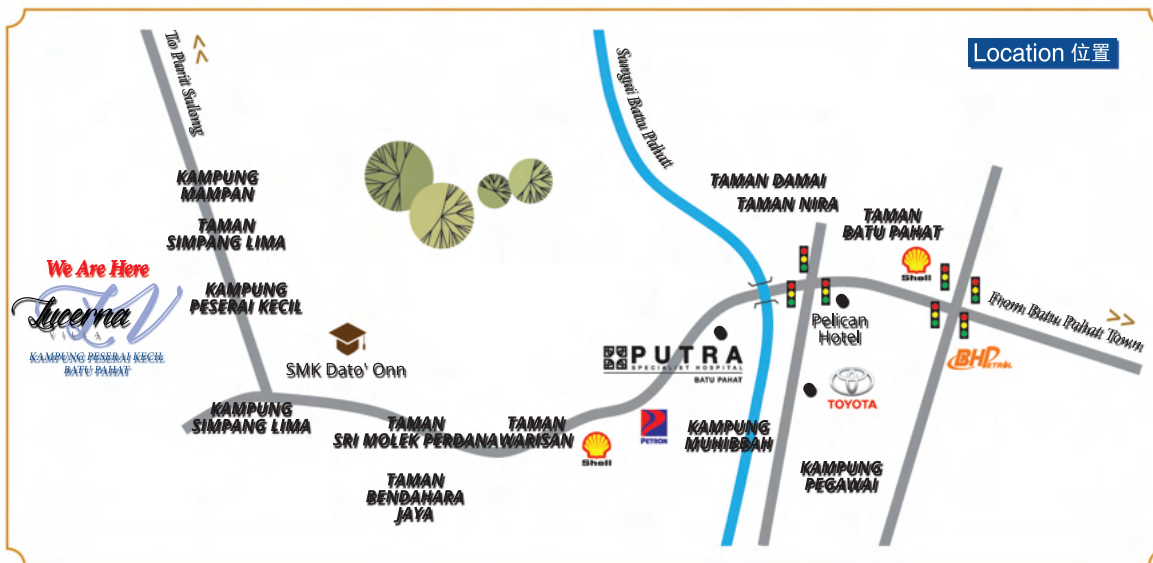 Location 位置
To Parit Sulong
Sungai Batu Pahat
KAMPUNG
MAMPAN
TAMAN
SIMPANG LIMA
We Are Here
Lucerna
VILLA
KAMPUNG PESERAI KECIL
BATU PAHAT
KAMPUNG
PESERAI KECIL
SMK Dato' Onn
KAMPUNG
SIMPANG LIMA
TAMAN
SRI MOLEK PERDANA
TAMAN
WARISAN
TAMAN
BENDAHARA
JAYA
Shell
PETRON
PUTRA
SPECIALIST HOSPITAL
BATU PAHAT
KAMPUNG
MUHIBBAH
TAMAN DAMAI
TAMAN NIRA
TAMAN
BATU PAHAT
Shell
Pelican
Hotel
TOYOTA
KAMPUNG
PEGAWAI
BHPetrol
From Batu Pahat Town